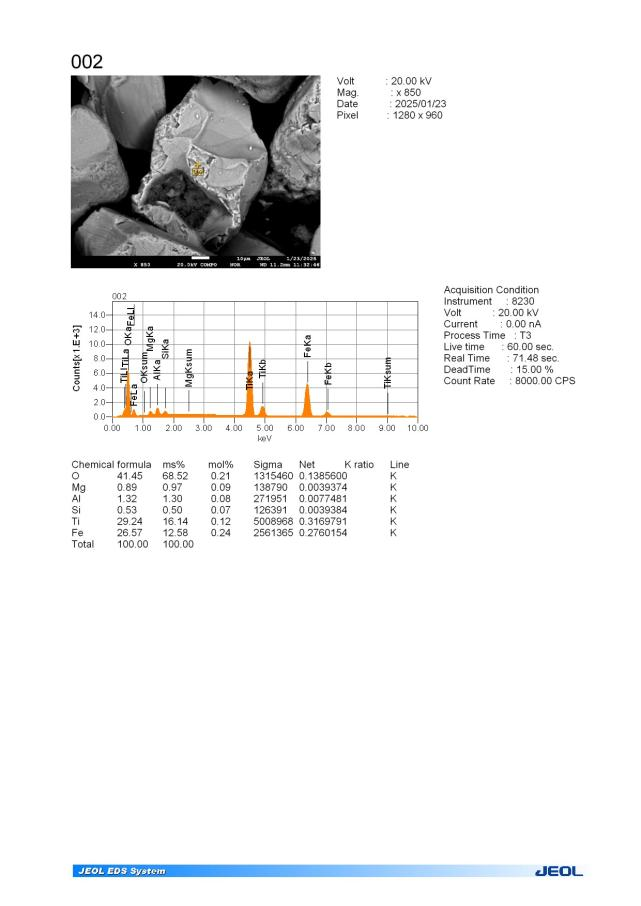 002
Volt : 20.00 kV
Mag. : x 850
Date : 2025/01/23
Pixel : 1280 x 960
10µm JEOL 1/23/2025
X 850 20.0kV COMPO NOR WD 11.2mm 11:32:46
Acquisition Condition
Instrument : 8230
Volt : 20.00 kV
Current : 0.00 nA
Process Time : T3
Live time : 60.00 sec.
Real Time : 71.48 sec.
DeadTime : 15.00 %
Count Rate : 8000.00 CPS
002
Counts[x 1.E+3]
14.0
12.0
10.0
8.0
6.0
4.0
2.0
0.0
TiLl
TiLa
OKa
FeLl
FeLa
OKsum
MgKa
AlKa
SiKa
MgKsum
TiKa
TiKb
FeKa
FeKb
TiKsum
0.00 1.00 2.00 3.00 4.00 5.00 6.00 7.00 8.00 9.00 10.00
keV
Chemical formula ms% mol% Sigma Net K ratio Line
O 41.45 68.52 0.21 1315460 0.1385600 K
Mg 0.89 0.97 0.09 138790 0.0039374 K
Al 1.32 1.30 0.08 271951 0.0077481 K
Si 0.53 0.50 0.07 126391 0.0039384 K
Ti 29.24 16.14 0.12 5008968 0.3169791 K
Fe 26.57 12.58 0.24 2561365 0.2760154 K
Total 100.00 100.00
JEOL EDS System
JEOL